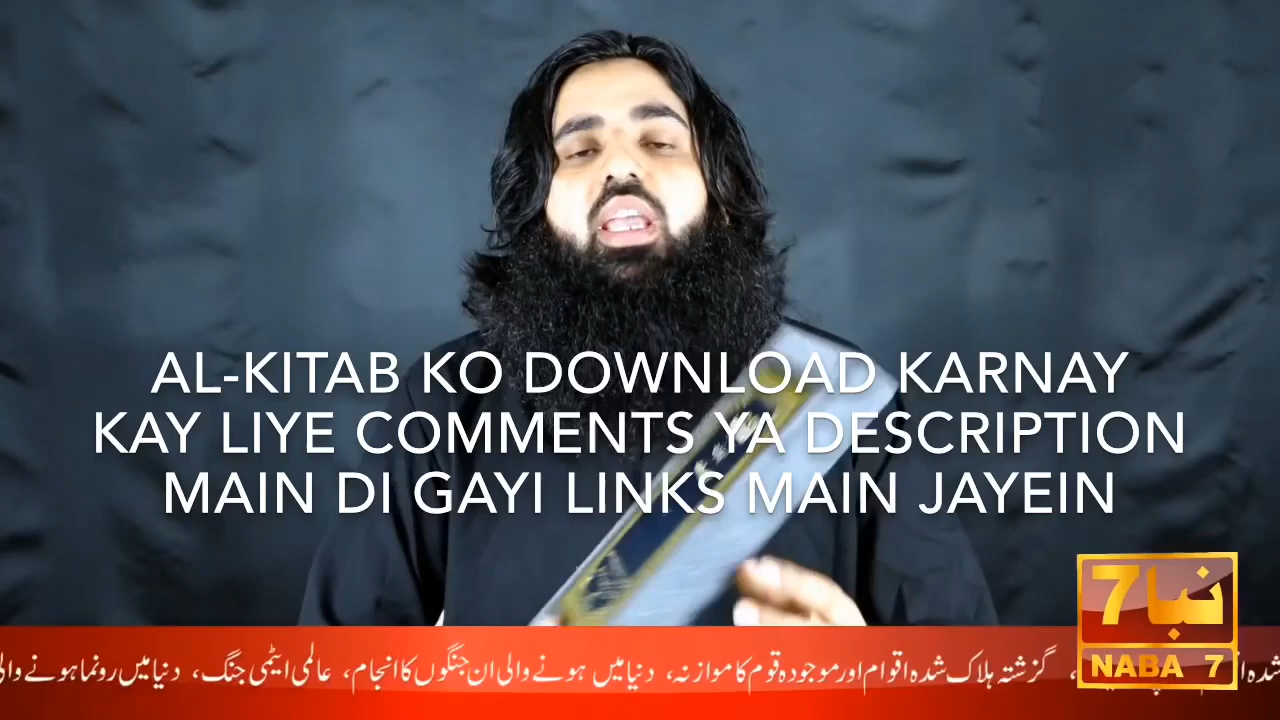 AL-KITAB KO DOWNLOAD KARNAY
KAY LIYE COMMENTS YA DESCRIPTION
MAIN DI GAYI LINKS MAIN JAYEIN
نبا7
NABA 7
گزشتہ ہلاک شدہ اقوام اور موجودہ قوم کا موازنہ، دنیا میں ہونے والی ان جنگوں کا انجام، عالمی ایٹمی جنگ، دنیا میں رونما ہونے والی